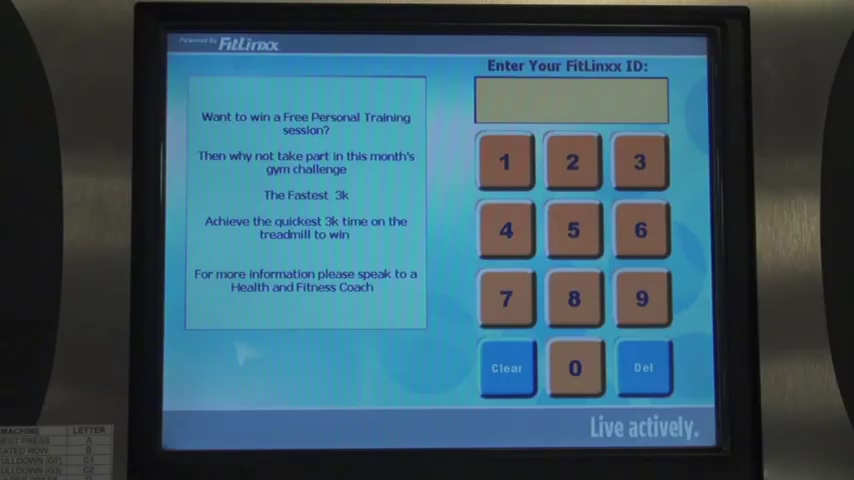 Powered By FitLinxx
Want to win a Free Personal Training
session?
Then why not take part in this month's
gym challenge
The Fastest 3k
Achieve the quickest 3k time on the
treadmill to win
For more information please speak to a
Health and Fitness Coach
Enter Your FitLinxx ID:
1 2 3
4 5 6
7 8 9
Clear 0 Del
Live actively.
MACHINE LETTER
A
B
G1
G2